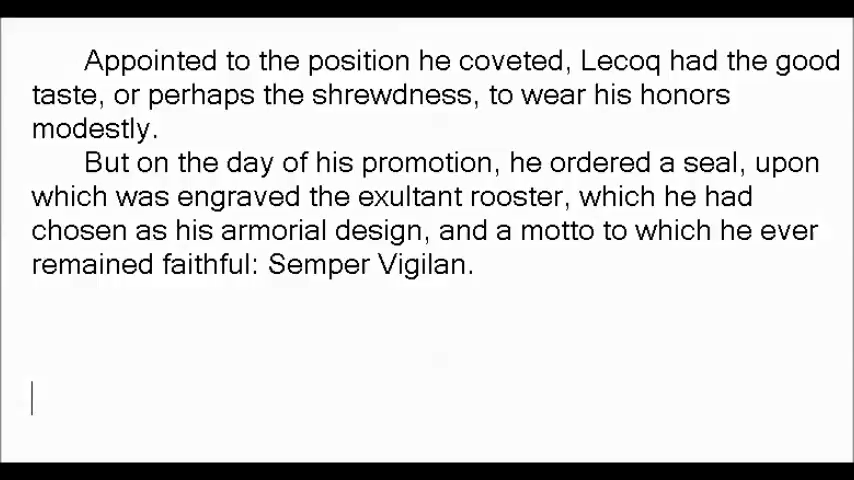 Appointed to the position he coveted, Lecoq had the good
taste, or perhaps the shrewdness, to wear his honors
modestly.
But on the day of his promotion, he ordered a seal, upon
which was engraved the exultant rooster, which he had
chosen as his armorial design, and a motto to which he ever
remained faithful: Semper Vigilan.